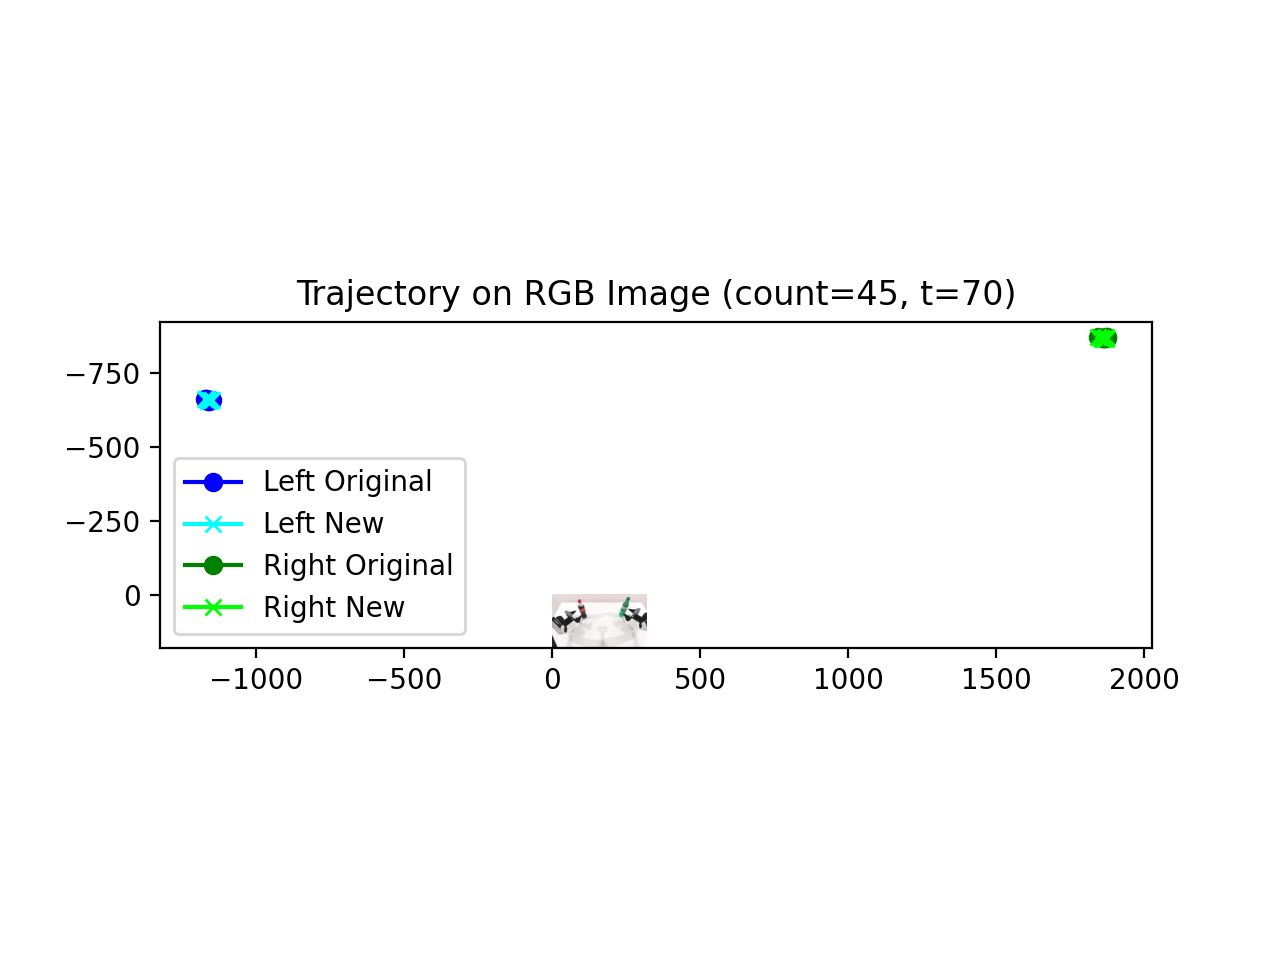 Trajectory on RGB Image (count=45, t=70)
−750
−500
−250
0
Left Original
Left New
Right Original
Right New
−1000 −500 0 500 1000 1500 2000